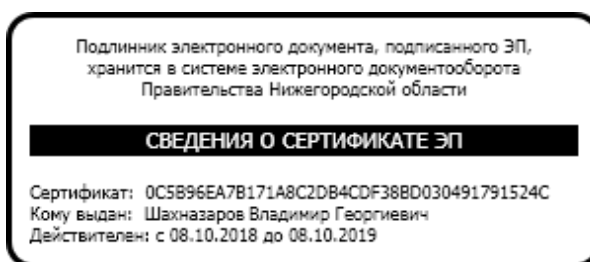 Подлинник электронного документа, подписанного ЭП,
хранится в системе электронного документооборота
Правительства Нижегородской области
СВЕДЕНИЯ О СЕРТИФИКАТЕ ЭП
Сертификат: 0C5B96EA7B171A8C2DB4CDF38BD030491791524C
Кому выдан: Шахназаров Владимир Георгиевич
Действителен: с 08.10.2018 до 08.10.2019